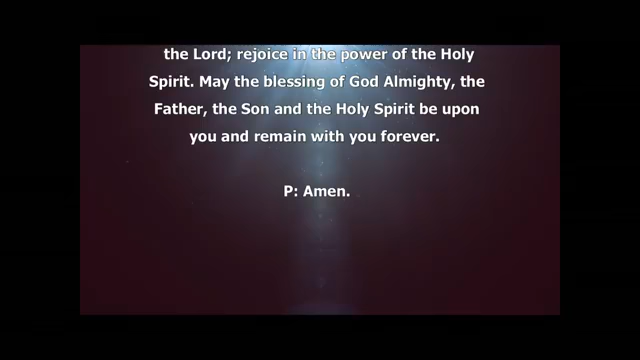 the Lord; rejoice in the power of the Holy
Spirit. May the blessing of God Almighty, the
Father, the Son and the Holy Spirit be upon
you and remain with you forever.
P: Amen.